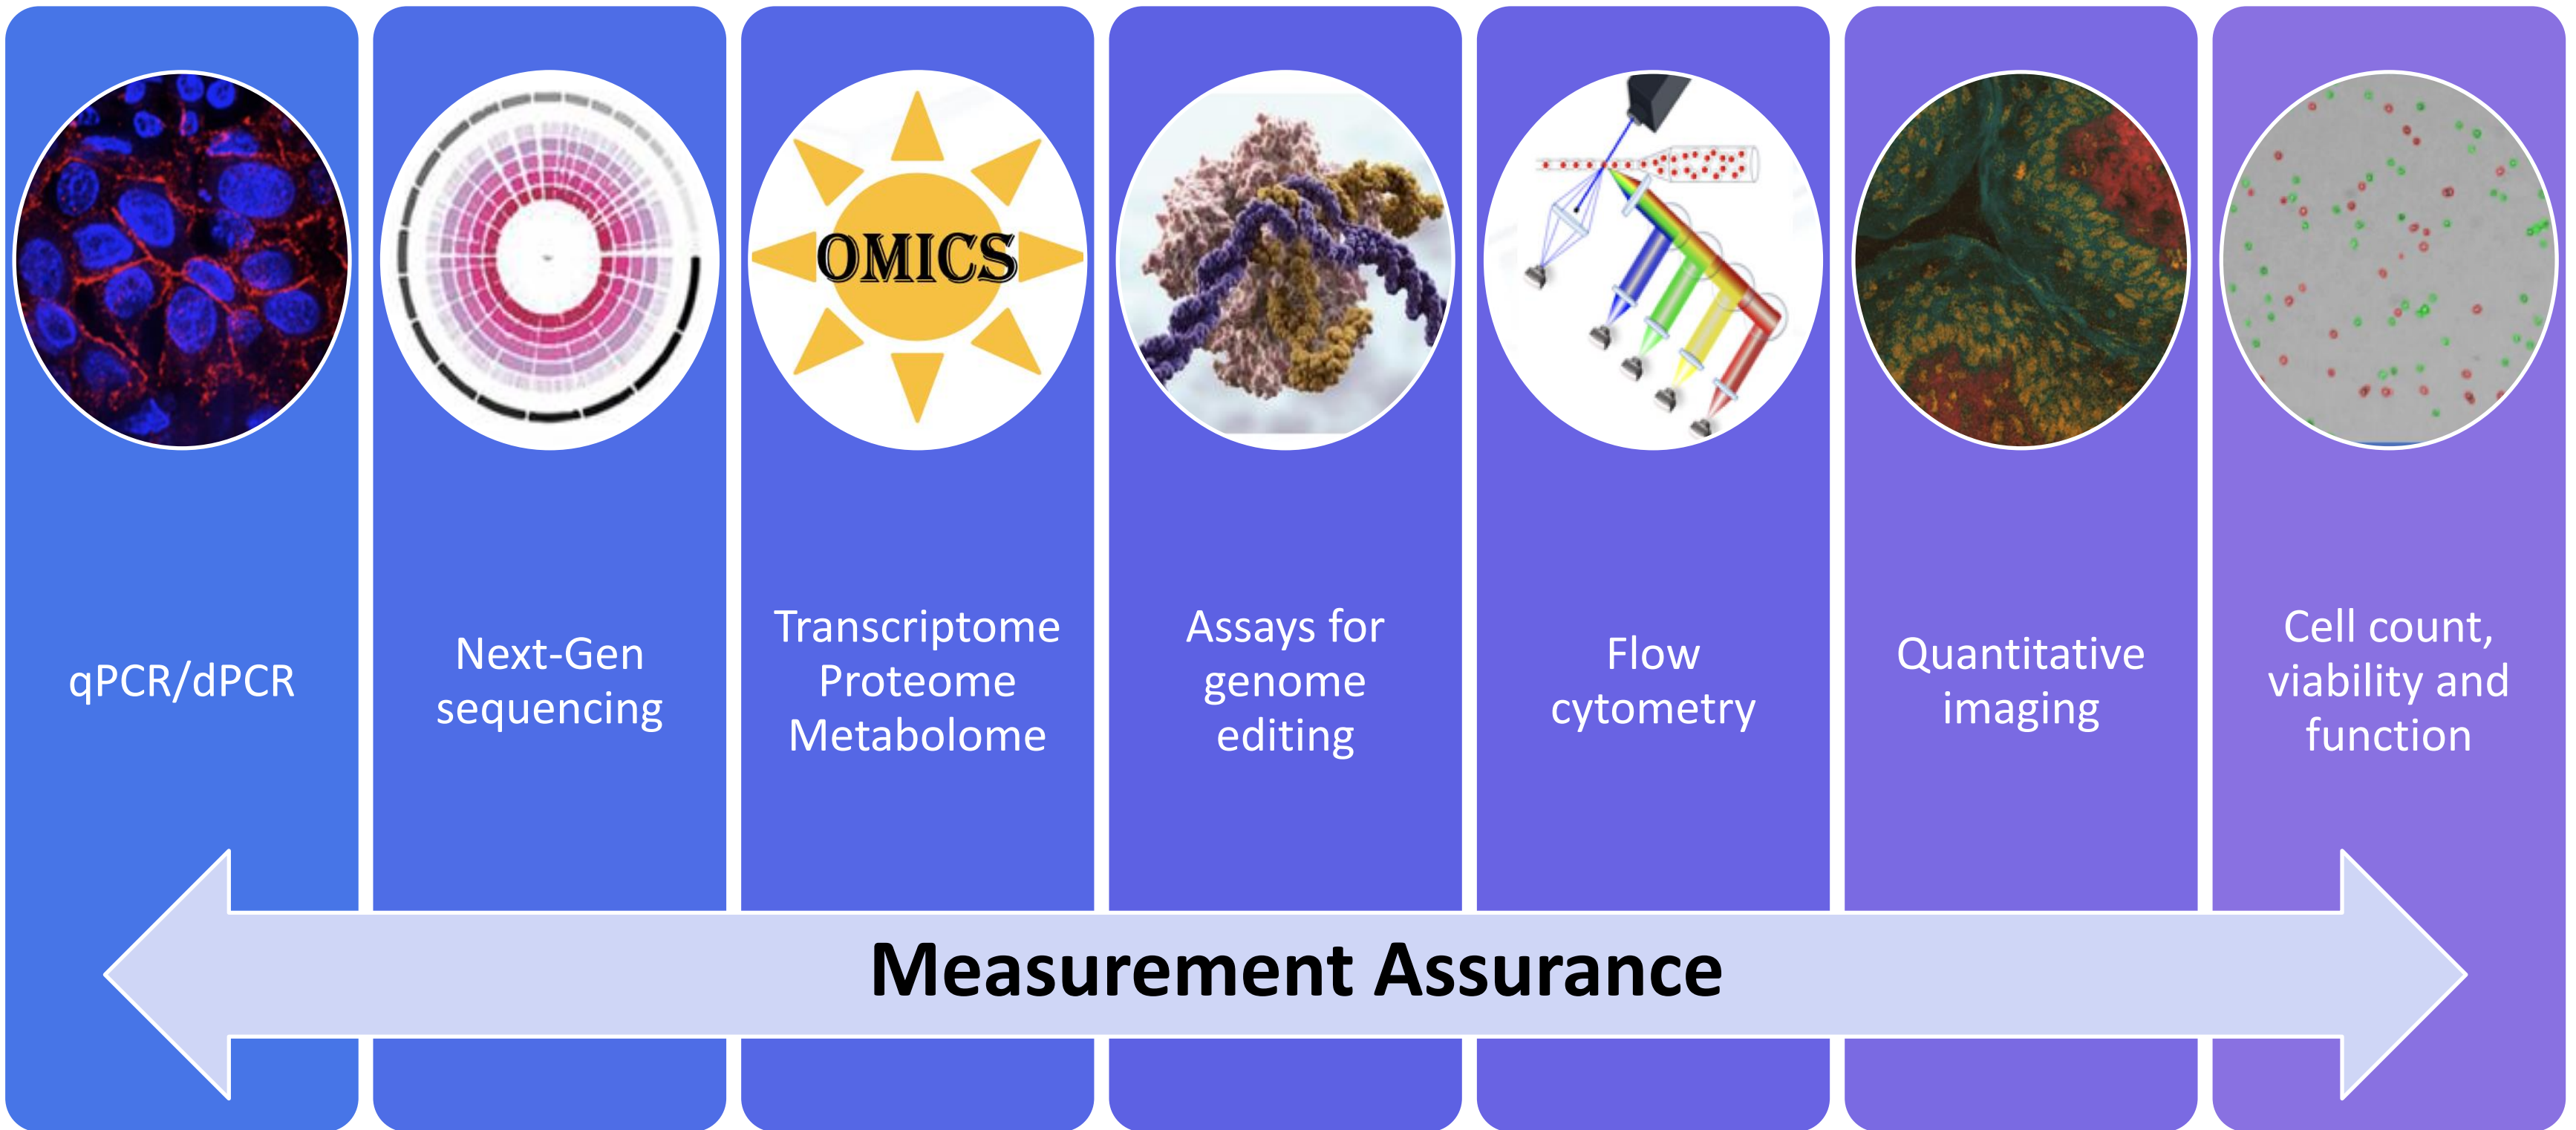 OMICS
qPCR/dPCR
Next-Gen
sequencing
Transcriptome
Proteome
Metabolome
Assays for
genome
editing
Flow
cytometry
Quantitative
imaging
Cell count,
viability and
function
Measurement Assurance